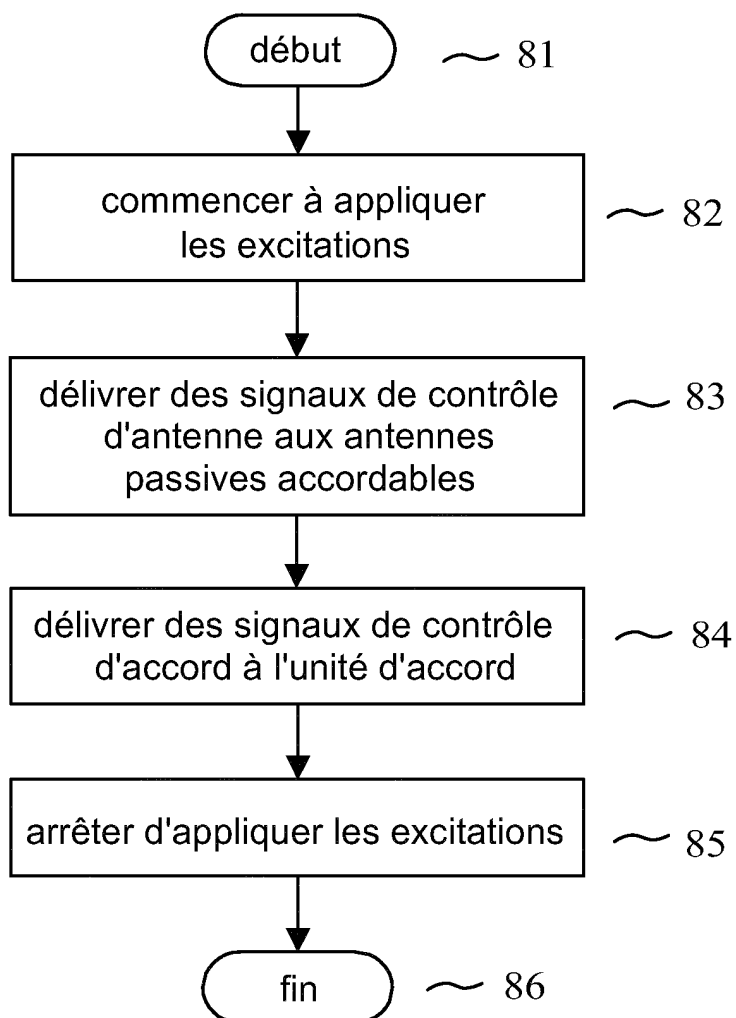 début 81
commencer à appliquer
les excitations 82
délivrer des signaux de contrôle 83
d'antenne aux antennes
passives accordables
délivrer des signaux de contrôle 84
d'accord à l'unité d'accord
arrêter d'appliquer les excitations 85
fin 86